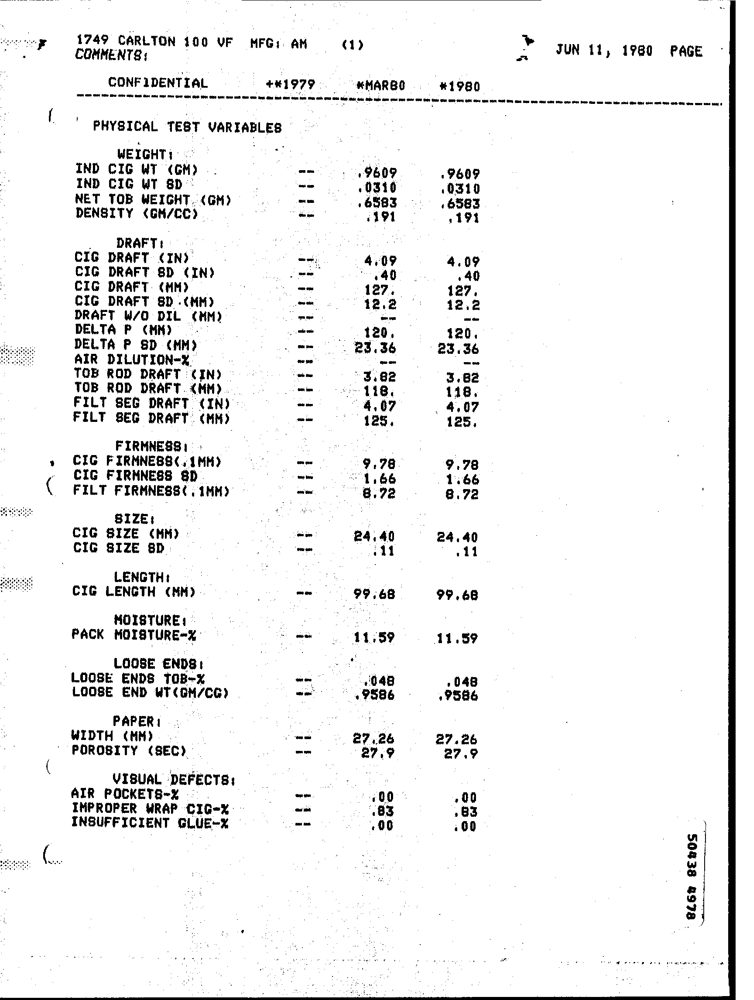 1749 CARLTON 100 VF MFG: AM (1) JUN 11, 1980 PAGE
COMMENTS:
CONFIDENTIAL +*1979 *MAR80 *1980
PHYSICAL TEST VARIABLES
WEIGHT:
IND CIG WT (GM) -- .9609 .9609
IND CIG WT SD -- .0310 .0310
NET TOB WEIGHT (GM) -- .6583 .6583
DENSITY (GM/CC) -- .191 .191
DRAFT:
CIG DRAFT (IN) -- 4.09 4.09
CIG DRAFT SD (IN) -- .40 .40
CIG DRAFT (MM) -- 127. 127.
CIG DRAFT SD (MM) -- 12.2 12.2
DRAFT W/O DIL (MM) -- -- --
DELTA P (MM) -- 120. 120.
DELTA P SD (MM) -- 23.36 23.36
AIR DILUTION-% -- -- --
TOB ROD DRAFT (IN) -- 3.82 3.82
TOB ROD DRAFT (MM) -- 118. 118.
FILT SEG DRAFT (IN) -- 4.07 4.07
FILT SEG DRAFT (MM) -- 125. 125.
FIRMNESS:
CIG FIRMNESS(.1MM) -- 9.78 9.78
CIG FIRMNESS SD -- 1.66 1.66
FILT FIRMNESS(.1MM) -- 8.72 8.72
SIZE:
CIG SIZE (MM) -- 24.40 24.40
CIG SIZE SD -- .11 .11
LENGTH:
CIG LENGTH (MM) -- 99.68 99.68
MOISTURE:
PACK MOISTURE-% -- 11.59 11.59
LOOSE ENDS:
LOOSE ENDS TOB-% -- .048 .048
LOOSE END WT(GM/CG) -- .9586 .9586
PAPER:
WIDTH (MM) -- 27.26 27.26
POROSITY (SEC) -- 27.9 27.9
VISUAL DEFECTS:
AIR POCKETS-% -- .00 .00
IMPROPER WRAP CIG-% -- .83 .83
INSUFFICIENT GLUE-% -- .00 .00
50438 4978